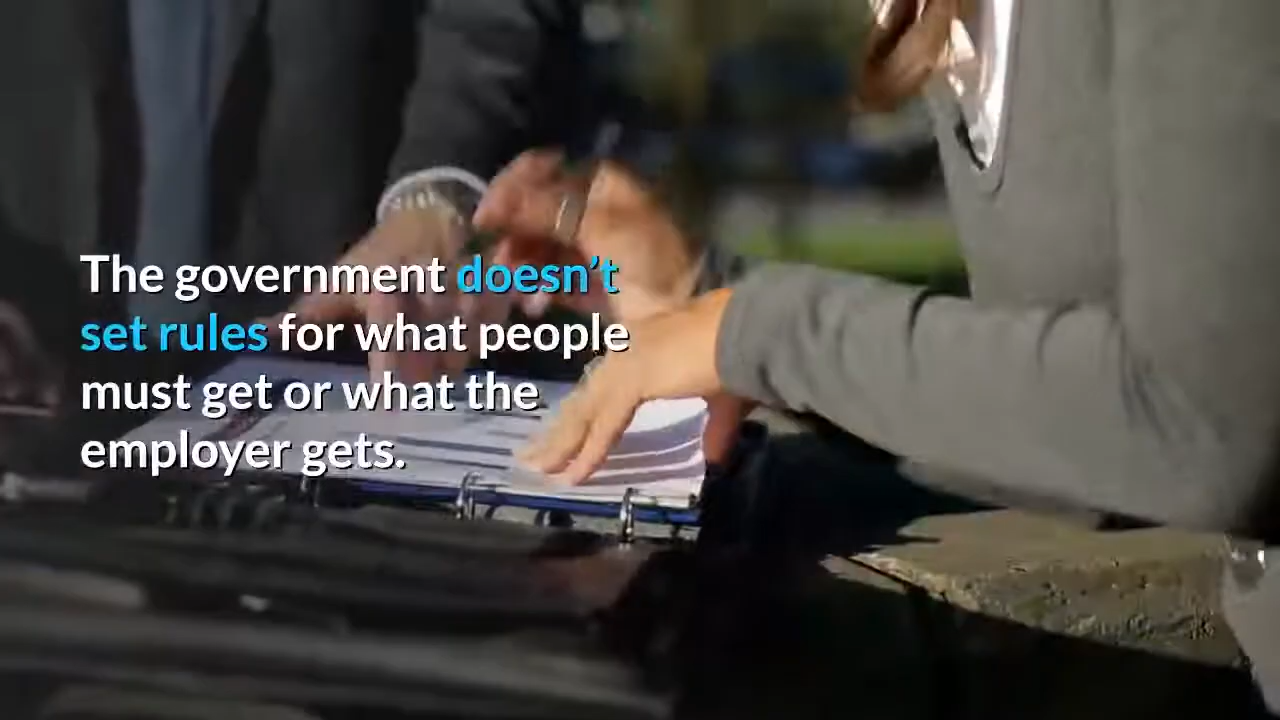 The government doesn’t
set rules for what people
must get or what the
employer gets.